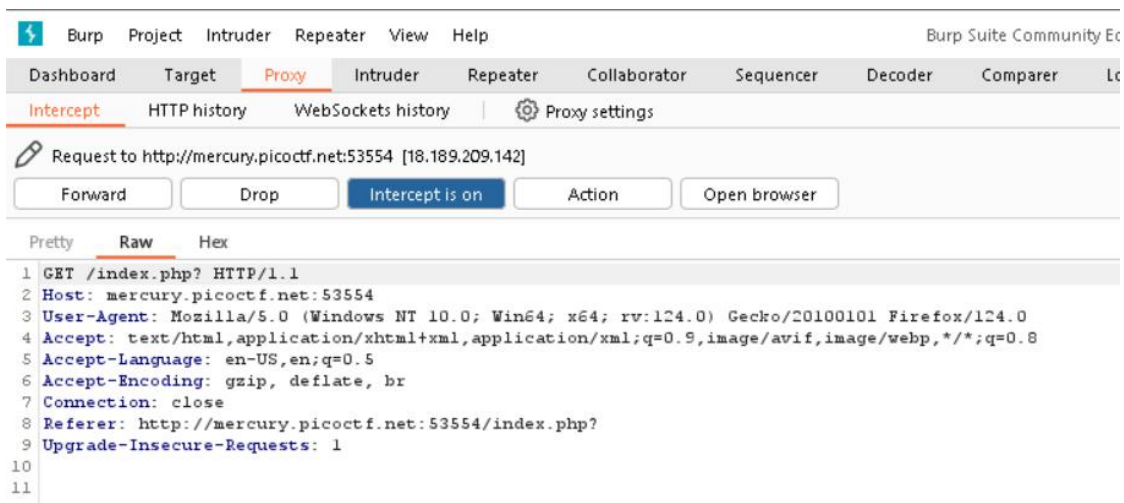 Burp Project Intruder Repeater View Help Burp Suite Community
Dashboard Target Proxy Intruder Repeater Collaborator Sequencer Decoder Comparer
Intercept HTTP history WebSockets history Proxy settings
Request to http://mercury.picoctf.net:53554 [18.189.209.142]
Forward Drop Intercept is on Action Open browser
Pretty Raw Hex
1 GET /index.php? HTTP/1.1
2 Host: mercury.picoctf.net:53554
3 User-Agent: Mozilla/5.0 (Windows NT 10.0; Win64; x64; rv:124.0) Gecko/20100101 Firefox/124.0
4 Accept: text/html,application/xhtml+xml,application/xml;q=0.9,image/avif,image/webp,*/*;q=0.8
5 Accept-Language: en-US,en;q=0.5
6 Accept-Encoding: gzip, deflate, br
7 Connection: close
8 Referer: http://mercury.picoctf.net:53554/index.php?
9 Upgrade-Insecure-Requests: 1
10
11